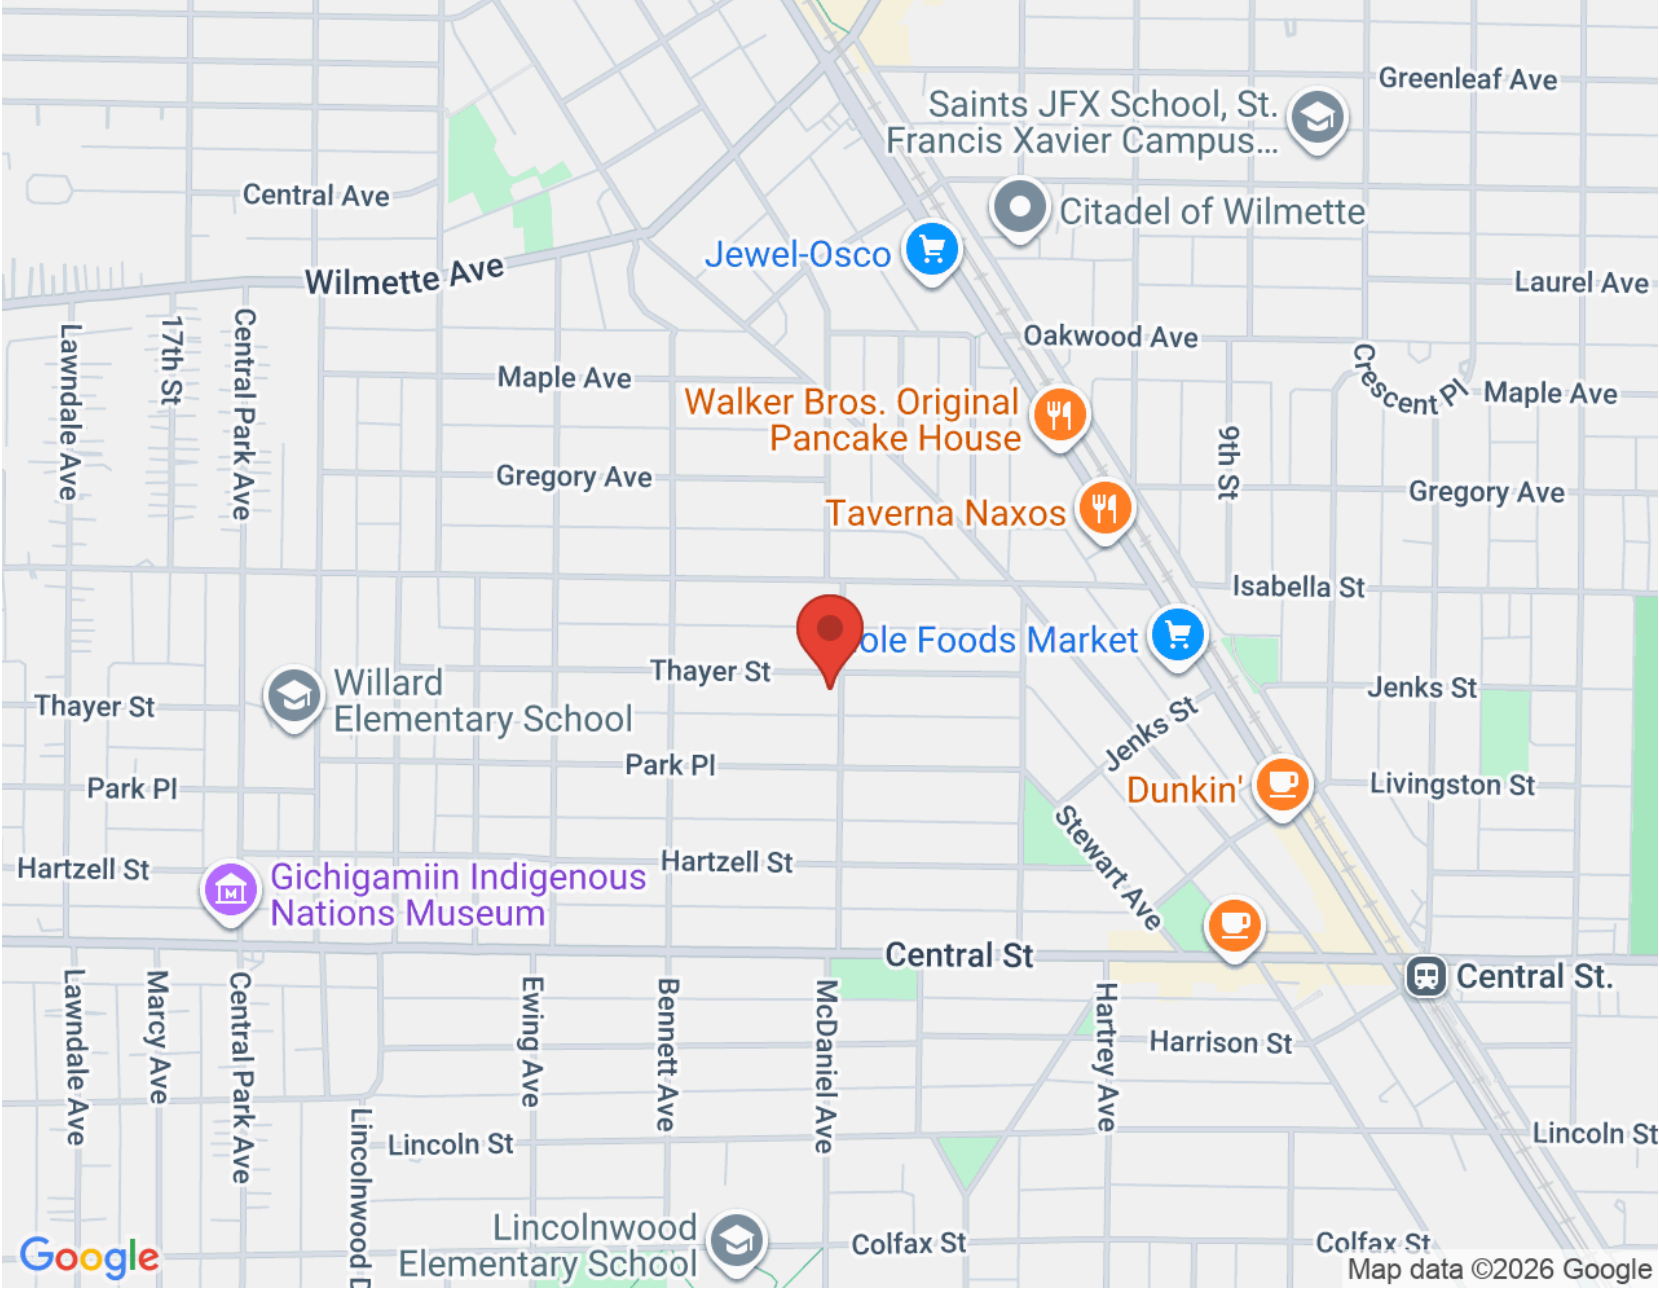 Greenleaf Ave
Saints JFX School, St.
Francis Xavier Campus...
Central Ave
Citadel of Wilmette
Jewel-Osco
Wilmette Ave
Laurel Ave
Lawndale Ave
17th St
Central Park Ave
Oakwood Ave
Crescent Pl
Maple Ave
Maple Ave
Walker Bros. Original
Pancake House
9th St
Gregory Ave
Gregory Ave
Taverna Naxos
Isabella St
ole Foods Market
Thayer St
Willard
Elementary School
Thayer St
Jenks St
Jenks St
Park Pl
Park Pl
Dunkin'
Livingston St
Stewart Ave
Hartzell St
Hartzell St
Gichigamiin Indigenous
Nations Museum
Central St
Central St.
Lawndale Ave
Marcy Ave
Central Park Ave
Ewing Ave
Bennett Ave
McDaniel Ave
Hartrey Ave
Harrison St
Lincolnwood D
Lincoln St
Lincoln St
Lincolnwood
Elementary School
Colfax St
Colfax St
Google
Map data ©2026 Google